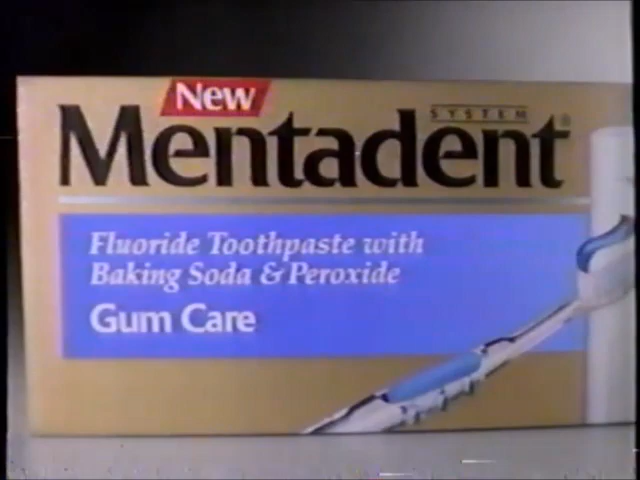 New
SYSTEM
Mentadent®
Fluoride Toothpaste with
Baking Soda & Peroxide
Gum Care